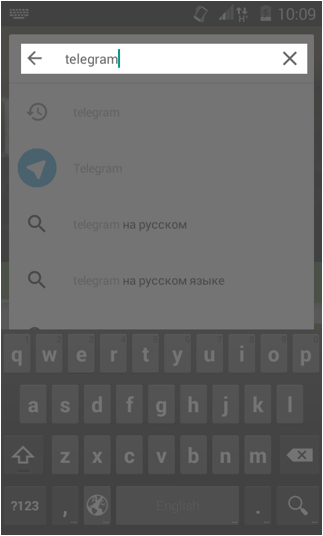 10:09
telegram
telegram
Telegram
telegram на русском
telegram на русском языке
q w e r t y u i o p
a s d f g h j k l
z x c v b n m
?123 , English .